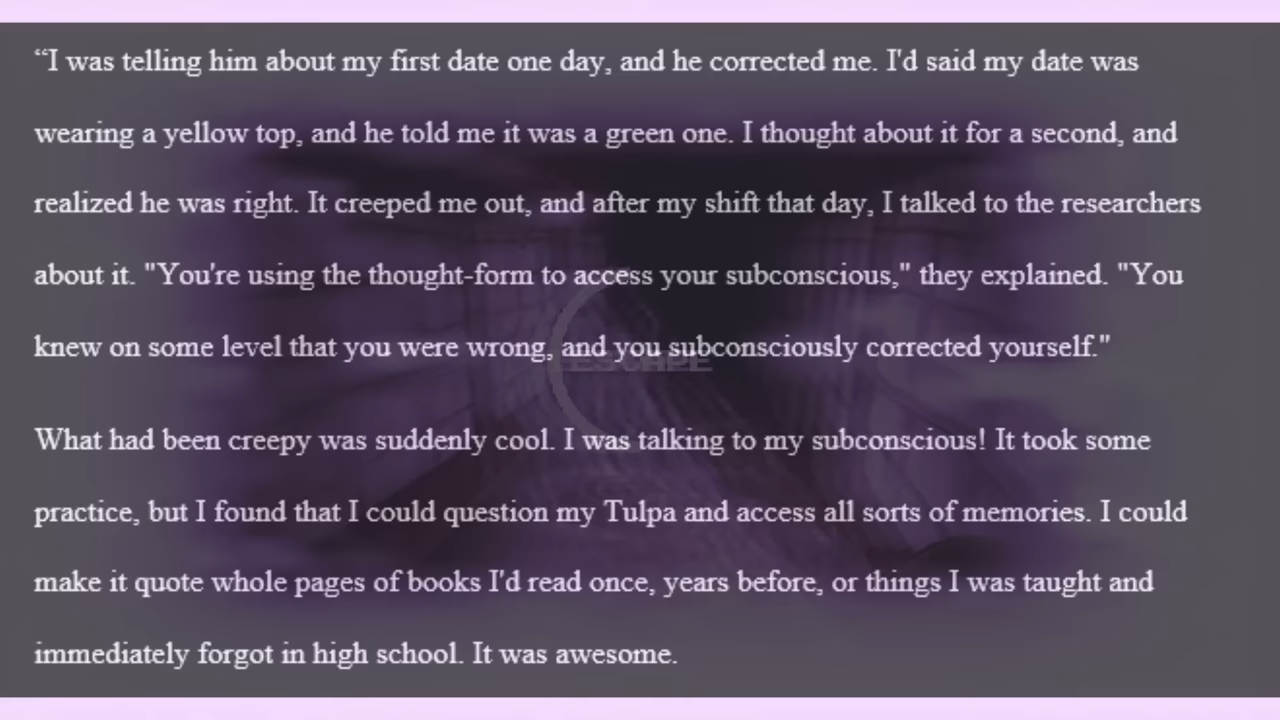 “I was telling him about my first date one day, and he corrected me. I'd said my date was
wearing a yellow top, and he told me it was a green one. I thought about it for a second, and
realized he was right. It creeped me out, and after my shift that day, I talked to the researchers
about it. "You're using the thought-form to access your subconscious," they explained. "You
knew on some level that you were wrong, and you subconsciously corrected yourself."
ESCAPE
What had been creepy was suddenly cool. I was talking to my subconscious! It took some
practice, but I found that I could question my Tulpa and access all sorts of memories. I could
make it quote whole pages of books I'd read once, years before, or things I was taught and
immediately forgot in high school. It was awesome.